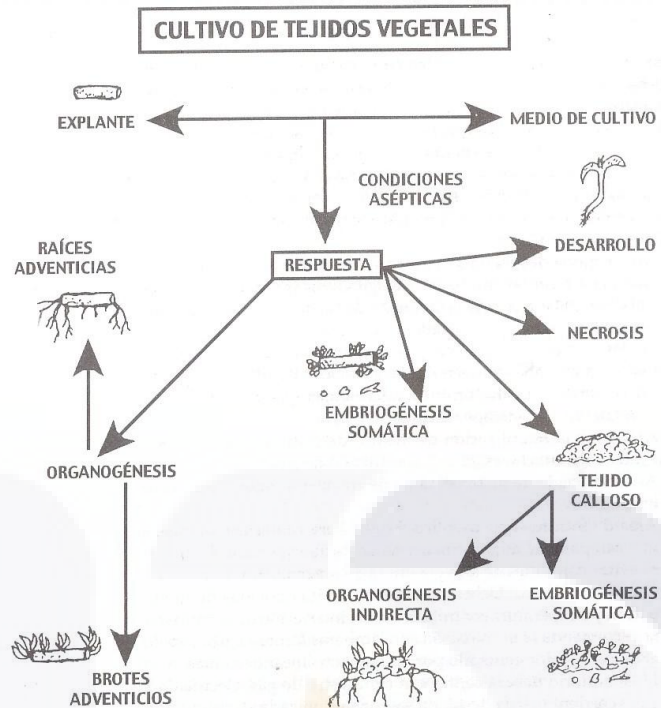 CULTIVO DE TEJIDOS VEGETALES
EXPLANTE
MEDIO DE CULTIVO
CONDICIONES
ASÉPTICAS
RAÍCES
ADVENTICIAS
RESPUESTA
DESARROLLO
NECROSIS
EMBRIOGÉNESIS
SOMÁTICA
ORGANOGÉNESIS
TEJIDO
CALLOSO
ORGANOGÉNESIS
INDIRECTA
EMBRIOGÉNESIS
SOMÁTICA
BROTES
ADVENTICIOS